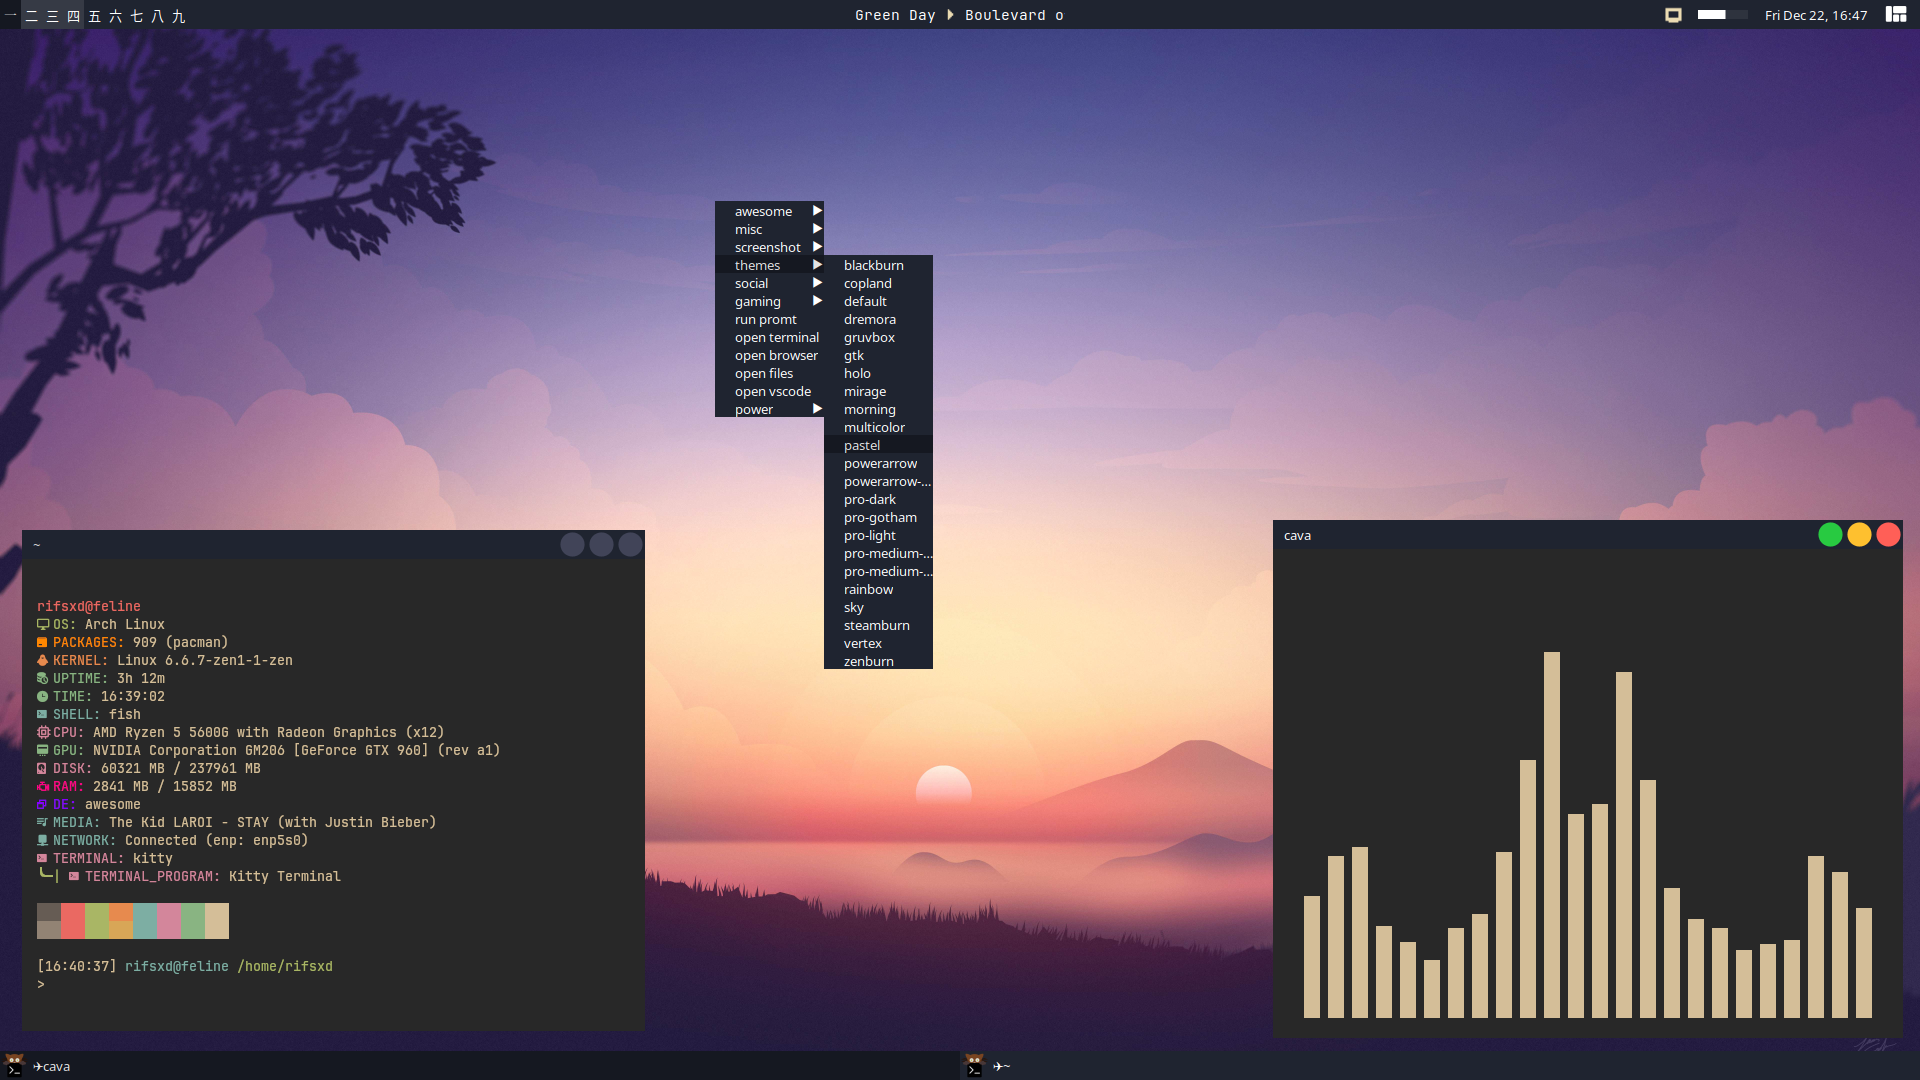 一 二 三 四 五 六 七 八 九
Green Day Boulevard o
Fri Dec 22, 16:47
awesome
misc
screenshot
themes
social
gaming
run promt
open terminal
open browser
open files
open vscode
power
blackburn
copland
default
dremora
gruvbox
gtk
holo
mirage
morning
multicolor
pastel
powerarrow
powerarrow-...
pro-dark
pro-gotham
pro-light
pro-medium-...
pro-medium-...
rainbow
sky
steamburn
vertex
zenburn
~
rifsxd@feline
OS: Arch Linux
PACKAGES: 909 (pacman)
KERNEL: Linux 6.6.7-zen1-1-zen
UPTIME: 3h 12m
TIME: 16:39:02
SHELL: fish
CPU: AMD Ryzen 5 5600G with Radeon Graphics (x12)
GPU: NVIDIA Corporation GM206 [GeForce GTX 960] (rev a1)
DISK: 60321 MB / 237961 MB
RAM: 2841 MB / 15852 MB
DE: awesome
MEDIA: The Kid LAROI - STAY (with Justin Bieber)
NETWORK: Connected (enp: enp5s0)
TERMINAL: kitty
TERMINAL_PROGRAM: Kitty Terminal
[16:40:37] rifsxd@feline /home/rifsxd
>
cava
✈cava
✈~